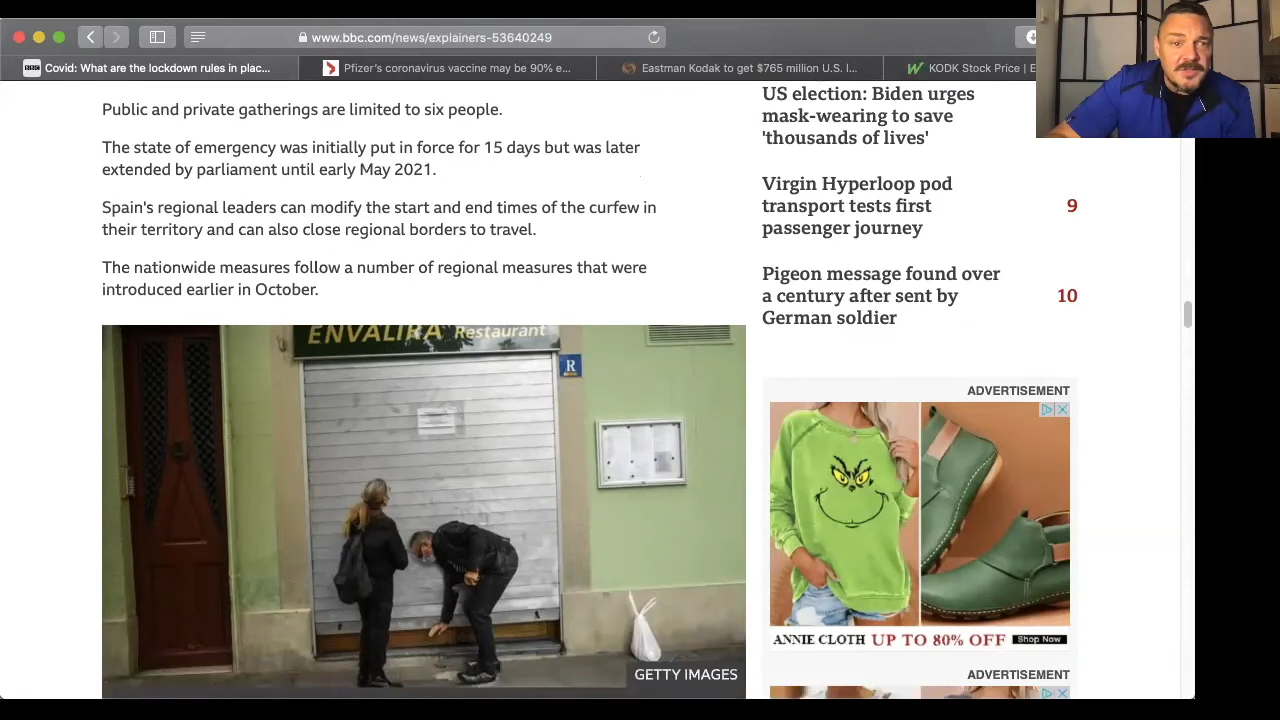 www.bbc.com/news/explainers-53640249
Covid: What are the lockdown rules in plac...
Pfizer's coronavirus vaccine may be 90% e...
Eastman Kodak to get $765 million U.S. l...
KODK Stock Price | E
Public and private gatherings are limited to six people.
The state of emergency was initially put in force for 15 days but was later
extended by parliament until early May 2021.
Spain's regional leaders can modify the start and end times of the curfew in
their territory and can also close regional borders to travel.
The nationwide measures follow a number of regional measures that were
introduced earlier in October.
ENVALIRA Restaurant
R
GETTY IMAGES
US election: Biden urges
mask-wearing to save
'thousands of lives'
Virgin Hyperloop pod
transport tests first
passenger journey
9
Pigeon message found over
a century after sent by
German soldier
10
ADVERTISEMENT
ANNIE CLOTH UP TO 80% OFF Shop Now
ADVERTISEMENT